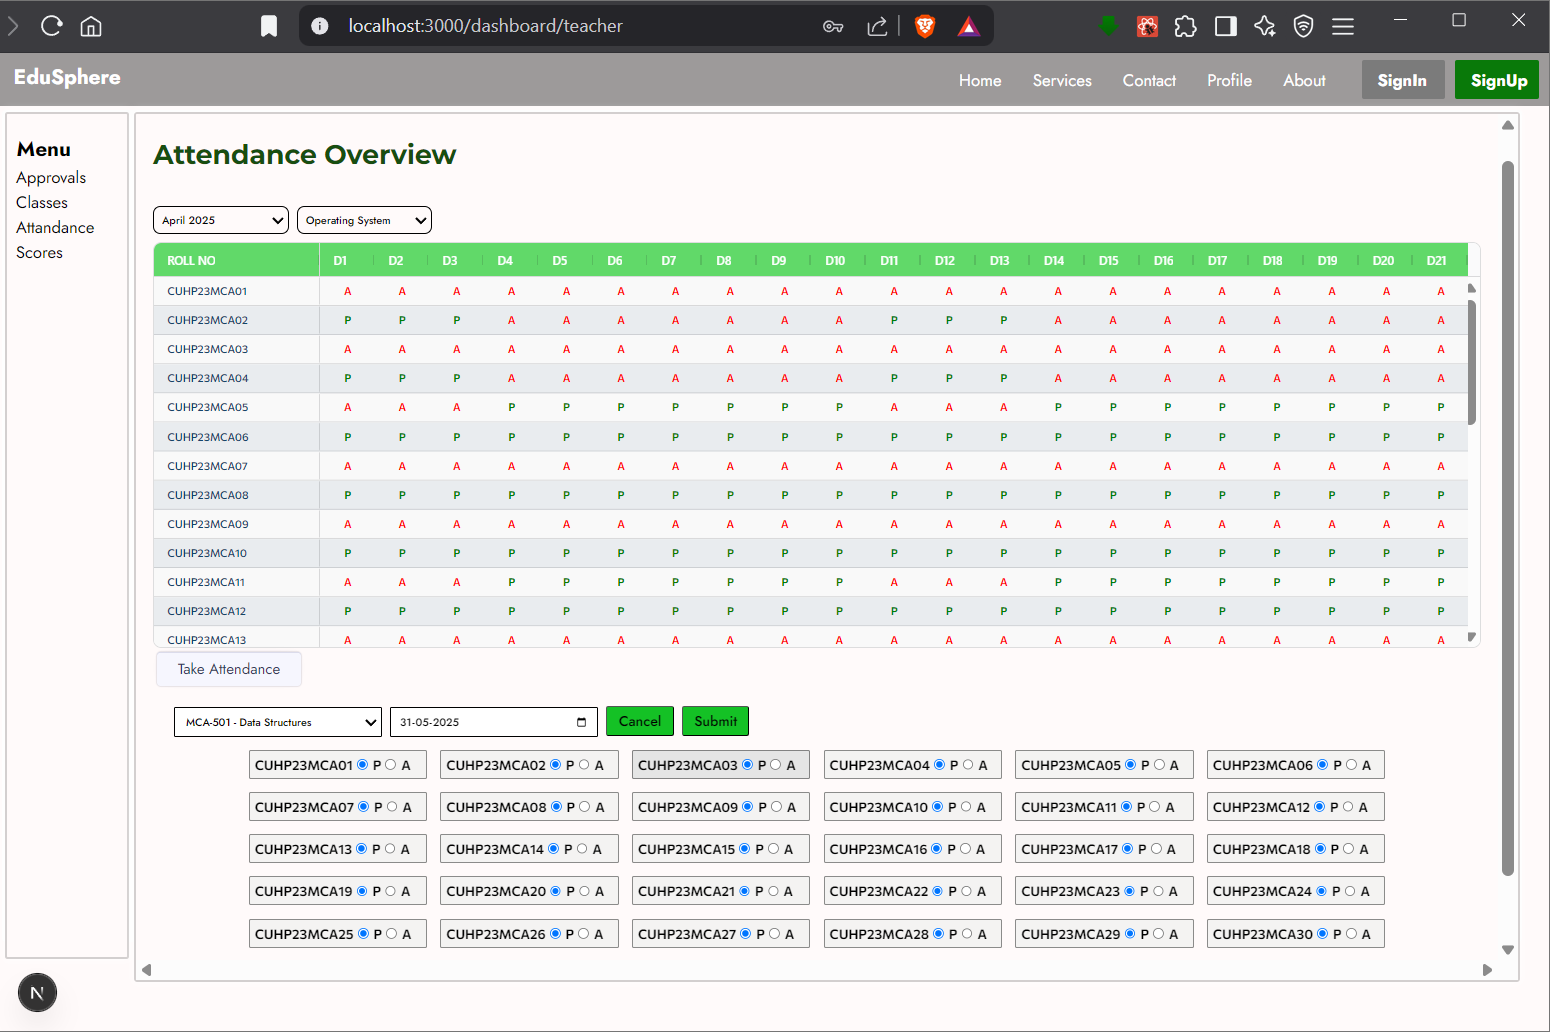 localhost:3000/dashboard/teacher
EduSphere Home Services Contact Profile About SignIn SignUp
Menu
Approvals
Classes
Attandance
Scores
Attendance Overview
April 2025 Operating System
ROLL NO D1 D2 D3 D4 D5 D6 D7 D8 D9 D10 D11 D12 D13 D14 D15 D16 D17 D18 D19 D20 D21
CUHP23MCA01 A A A A A A A A A A A A A A A A A A A A A
CUHP23MCA02 P P P A A A A A A A P P P A A A A A A A A
CUHP23MCA03 A A A A A A A A A A A A A A A A A A A A A
CUHP23MCA04 P P P A A A A A A A P P P A A A A A A A A
CUHP23MCA05 A A A P P P P P P P A A A P P P P P P P P
CUHP23MCA06 P P P P P P P P P P P P P P P P P P P P P
CUHP23MCA07 A A A A A A A A A A A A A A A A A A A A A
CUHP23MCA08 P P P P P P P P P P P P P P P P P P P P P
CUHP23MCA09 A A A A A A A A A A A A A A A A A A A A A
CUHP23MCA10 P P P P P P P P P P P P P P P P P P P P P
CUHP23MCA11 A A A P P P P P P P A A A P P P P P P P P
CUHP23MCA12 P P P P P P P P P P P P P P P P P P P P P
CUHP23MCA13 A A A A A A A A A A A A A A A A A A A A A
Take Attendance
MCA-501 - Data Structures 31-05-2025 Cancel Submit
CUHP23MCA01 P A CUHP23MCA02 P A CUHP23MCA03 P A CUHP23MCA04 P A CUHP23MCA05 P A CUHP23MCA06 P A
CUHP23MCA07 P A CUHP23MCA08 P A CUHP23MCA09 P A CUHP23MCA10 P A CUHP23MCA11 P A CUHP23MCA12 P A
CUHP23MCA13 P A CUHP23MCA14 P A CUHP23MCA15 P A CUHP23MCA16 P A CUHP23MCA17 P A CUHP23MCA18 P A
CUHP23MCA19 P A CUHP23MCA20 P A CUHP23MCA21 P A CUHP23MCA22 P A CUHP23MCA23 P A CUHP23MCA24 P A
CUHP23MCA25 P A CUHP23MCA26 P A CUHP23MCA27 P A CUHP23MCA28 P A CUHP23MCA29 P A CUHP23MCA30 P A
N